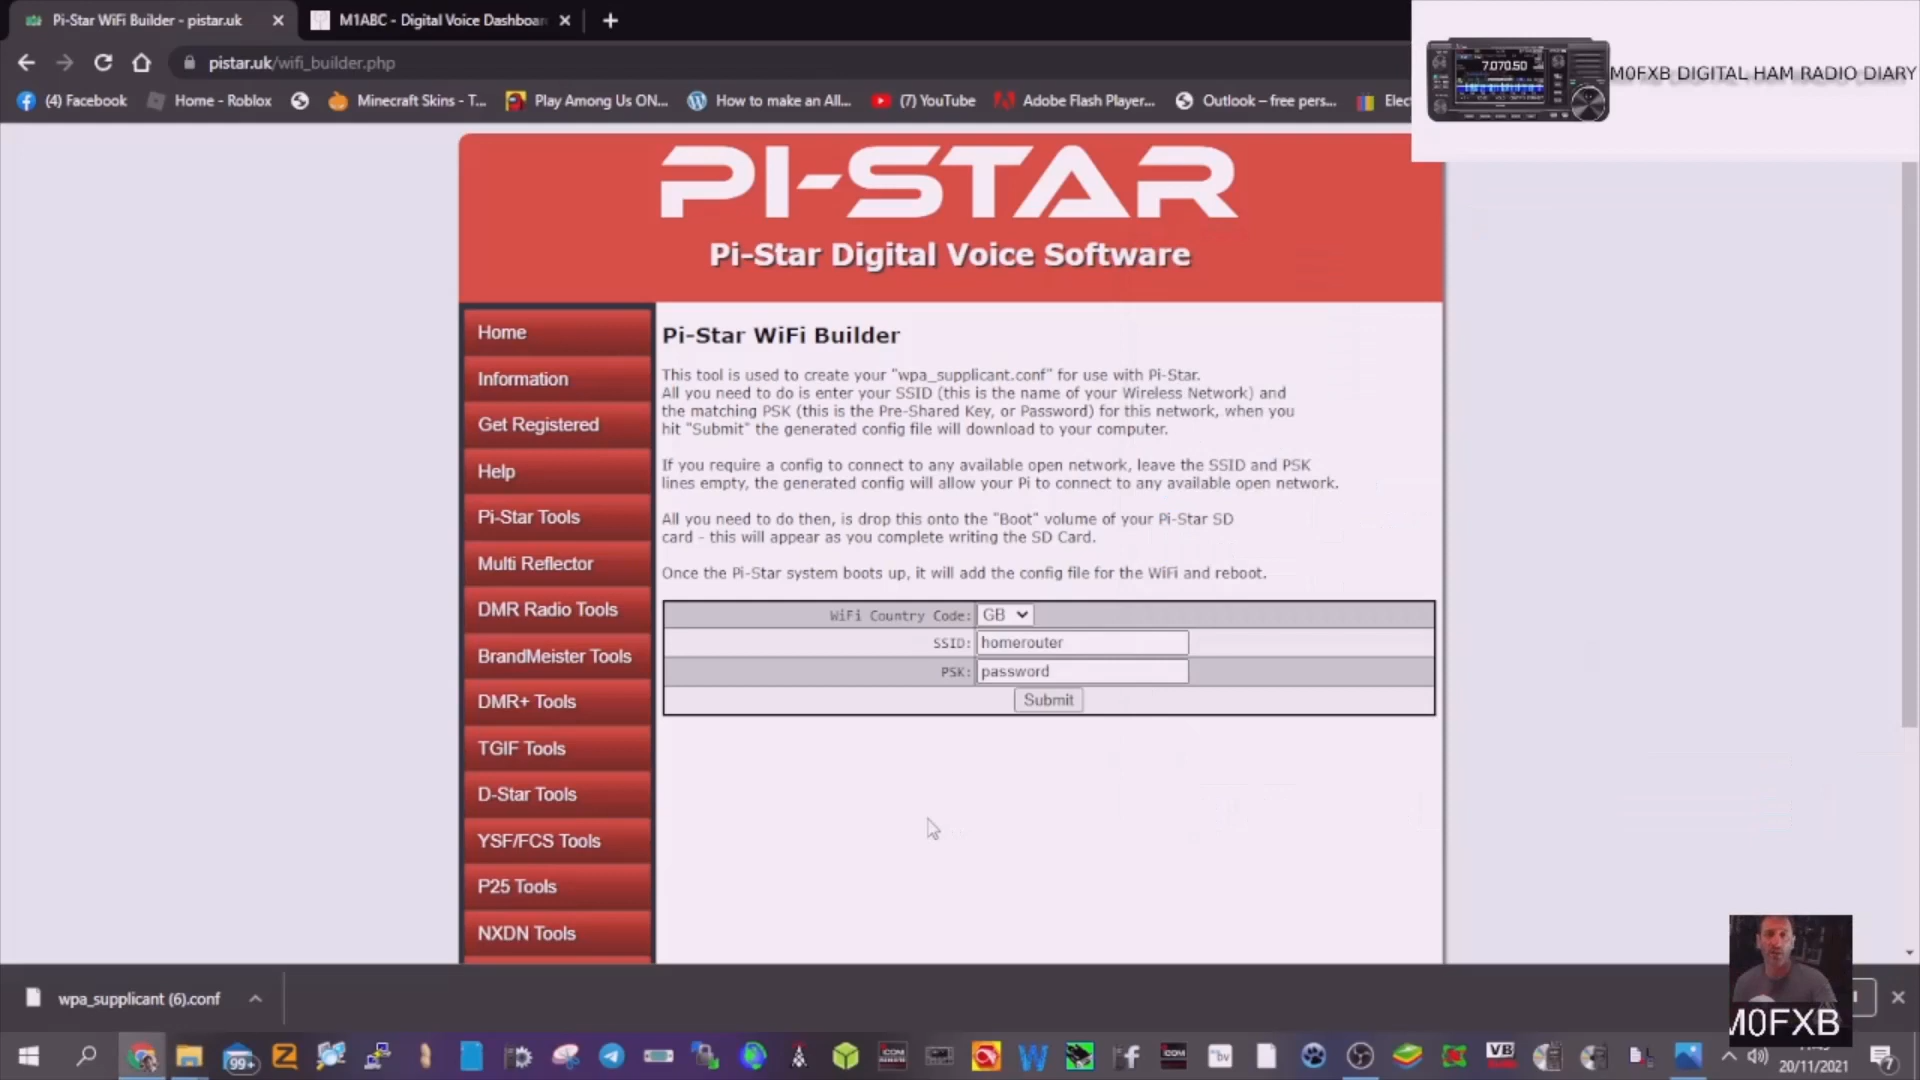 Pi-Star WiFi Builder - pistar.uk
M1ABC - Digital Voice Dashboar
pistar.uk/wifi_builder.php
(4) Facebook
Home - Roblox
Minecraft Skins - T...
Play Among Us ON...
How to make an All...
(7) YouTube
Adobe Flash Player...
Outlook – free pers...
Elec
7.070.50
M0FXB DIGITAL HAM RADIO DIARY
PI-STAR
Pi-Star Digital Voice Software
Home
Information
Get Registered
Help
Pi-Star Tools
Multi Reflector
DMR Radio Tools
BrandMeister Tools
DMR+ Tools
TGIF Tools
D-Star Tools
YSF/FCS Tools
P25 Tools
NXDN Tools
Pi-Star WiFi Builder
This tool is used to create your "wpa_supplicant.conf" for use with Pi-Star.
All you need to do is enter your SSID (this is the name of your Wireless Network) and
the matching PSK (this is the Pre-Shared Key, or Password) for this network, when you
hit "Submit" the generated config file will download to your computer.
If you require a config to connect to any available open network, leave the SSID and PSK
lines empty, the generated config will allow your Pi to connect to any available open network.
All you need to do then, is drop this onto the "Boot" volume of your Pi-Star SD
card - this will appear as you complete writing the SD Card.
Once the Pi-Star system boots up, it will add the config file for the WiFi and reboot.
WiFi Country Code: GB
SSID: homerouter
PSK: password
Submit
wpa_supplicant (6).conf
M0FXB
99+
20/11/2021
7